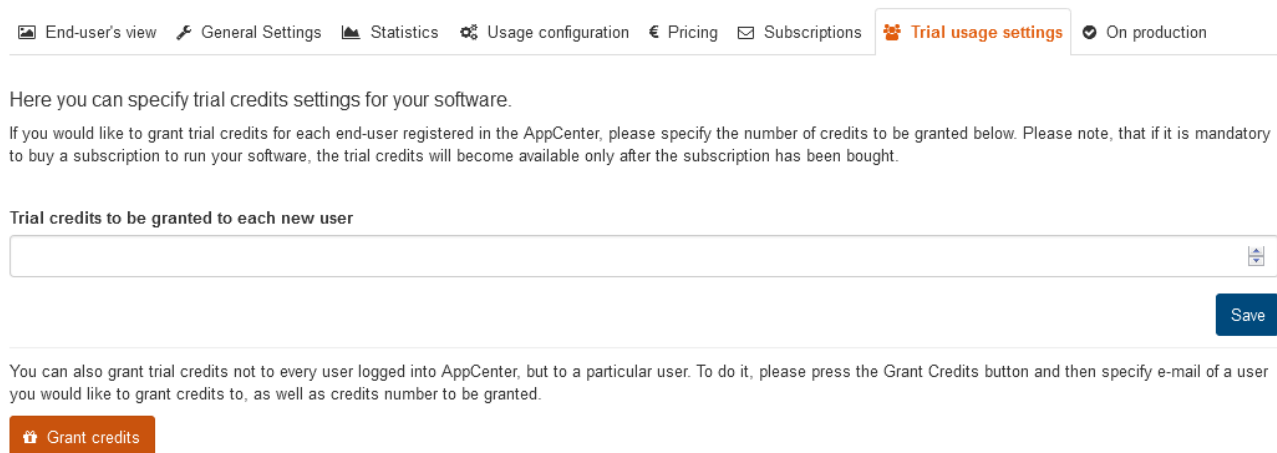 End-user's view General Settings Statistics Usage configuration € Pricing Subscriptions Trial usage settings On production
Here you can specify trial credits settings for your software.
If you would like to grant trial credits for each end-user registered in the AppCenter, please specify the number of credits to be granted below. Please note, that if it is mandatory
to buy a subscription to run your software, the trial credits will become available only after the subscription has been bought.
Trial credits to be granted to each new user
Save
You can also grant trial credits not to every user logged into AppCenter, but to a particular user. To do it, please press the Grant Credits button and then specify e-mail of a user
you would like to grant credits to, as well as credits number to be granted.
Grant credits